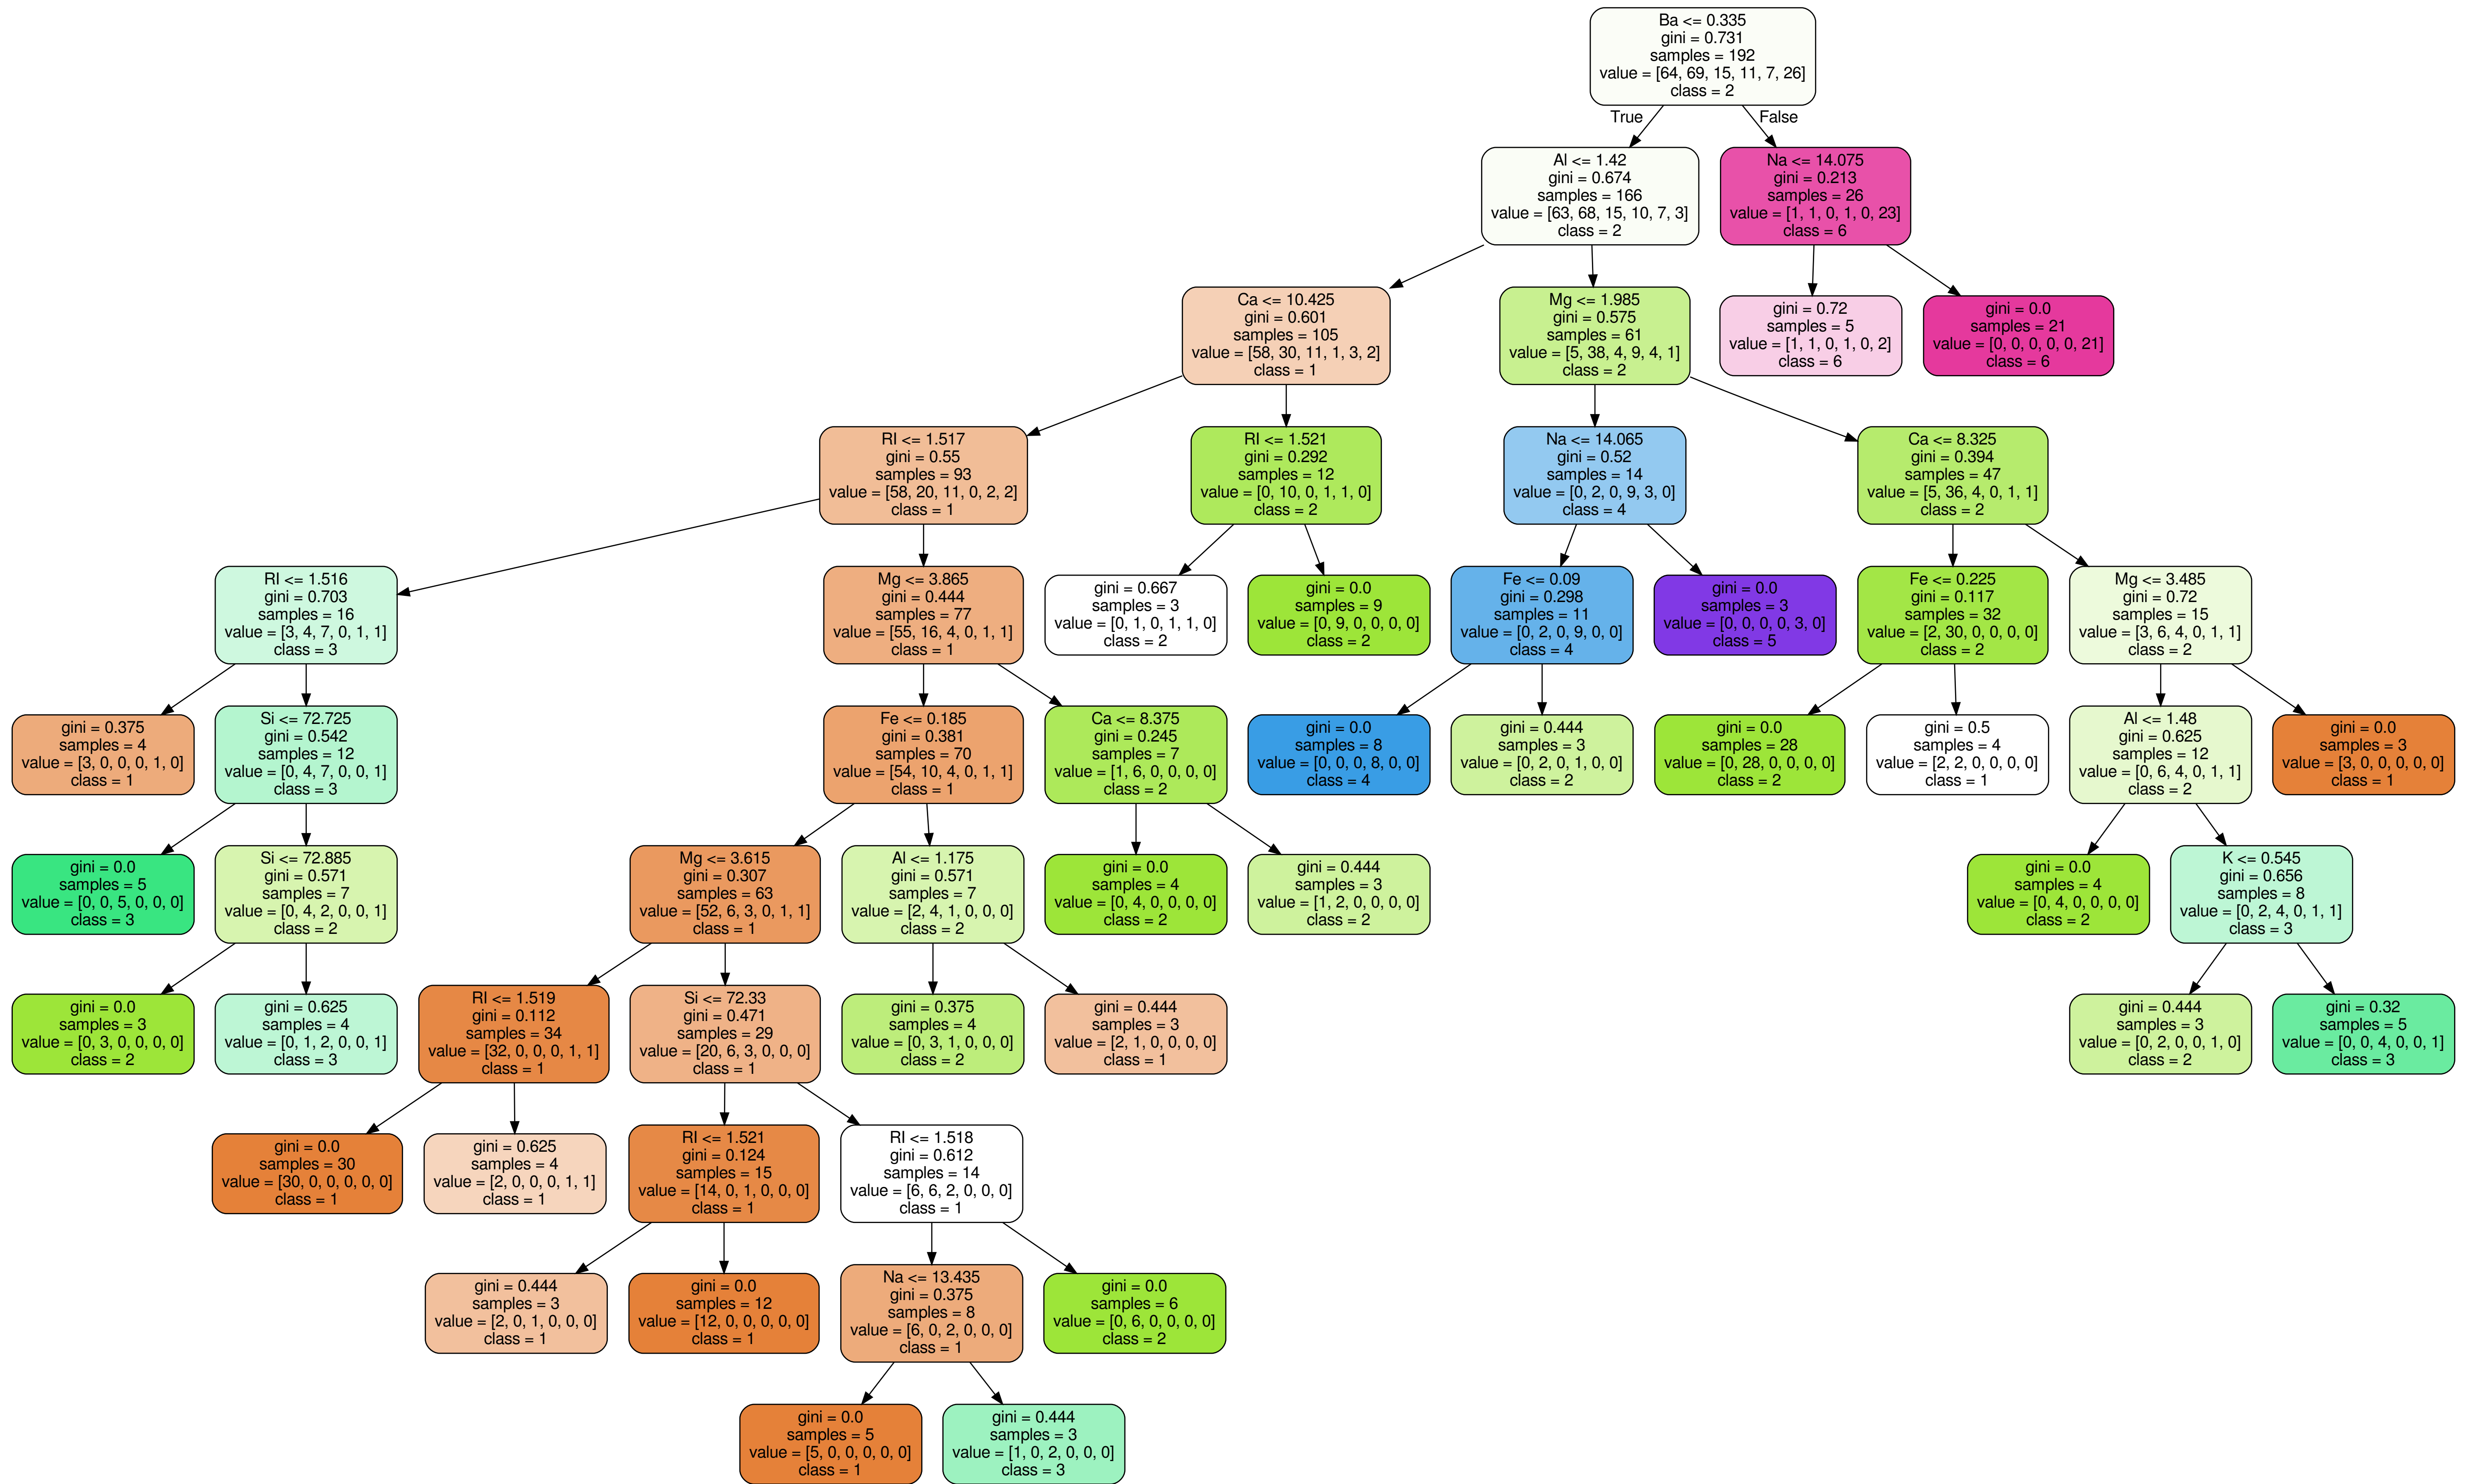 Ba <= 0.335
gini = 0.731
samples = 192
value = [64, 69, 15, 11, 7, 26]
class = 2
True
False
Al <= 1.42
gini = 0.674
samples = 166
value = [63, 68, 15, 10, 7, 3]
class = 2
Na <= 14.075
gini = 0.213
samples = 26
value = [1, 1, 0, 1, 0, 23]
class = 6
Ca <= 10.425
gini = 0.601
samples = 105
value = [58, 30, 11, 1, 3, 2]
class = 1
Mg <= 1.985
gini = 0.575
samples = 61
value = [5, 38, 4, 9, 4, 1]
class = 2
gini = 0.72
samples = 5
value = [1, 1, 0, 1, 0, 2]
class = 6
gini = 0.0
samples = 21
value = [0, 0, 0, 0, 0, 21]
class = 6
RI <= 1.517
gini = 0.55
samples = 93
value = [58, 20, 11, 0, 2, 2]
class = 1
RI <= 1.521
gini = 0.292
samples = 12
value = [0, 10, 0, 1, 1, 0]
class = 2
Na <= 14.065
gini = 0.52
samples = 14
value = [0, 2, 0, 9, 3, 0]
class = 4
Ca <= 8.325
gini = 0.394
samples = 47
value = [5, 36, 4, 0, 1, 1]
class = 2
RI <= 1.516
gini = 0.703
samples = 16
value = [3, 4, 7, 0, 1, 1]
class = 3
Mg <= 3.865
gini = 0.444
samples = 77
value = [55, 16, 4, 0, 1, 1]
class = 1
gini = 0.667
samples = 3
value = [0, 1, 0, 1, 1, 0]
class = 2
gini = 0.0
samples = 9
value = [0, 9, 0, 0, 0, 0]
class = 2
Fe <= 0.09
gini = 0.298
samples = 11
value = [0, 2, 0, 9, 0, 0]
class = 4
gini = 0.0
samples = 3
value = [0, 0, 0, 0, 3, 0]
class = 5
Fe <= 0.225
gini = 0.117
samples = 32
value = [2, 30, 0, 0, 0, 0]
class = 2
Mg <= 3.485
gini = 0.72
samples = 15
value = [3, 6, 4, 0, 1, 1]
class = 2
gini = 0.375
samples = 4
value = [3, 0, 0, 0, 1, 0]
class = 1
Si <= 72.725
gini = 0.542
samples = 12
value = [0, 4, 7, 0, 0, 1]
class = 3
Fe <= 0.185
gini = 0.381
samples = 70
value = [54, 10, 4, 0, 1, 1]
class = 1
Ca <= 8.375
gini = 0.245
samples = 7
value = [1, 6, 0, 0, 0, 0]
class = 2
gini = 0.0
samples = 8
value = [0, 0, 0, 8, 0, 0]
class = 4
gini = 0.444
samples = 3
value = [0, 2, 0, 1, 0, 0]
class = 2
gini = 0.0
samples = 28
value = [0, 28, 0, 0, 0, 0]
class = 2
gini = 0.5
samples = 4
value = [2, 2, 0, 0, 0, 0]
class = 1
Al <= 1.48
gini = 0.625
samples = 12
value = [0, 6, 4, 0, 1, 1]
class = 2
gini = 0.0
samples = 3
value = [3, 0, 0, 0, 0, 0]
class = 1
gini = 0.0
samples = 5
value = [0, 0, 5, 0, 0, 0]
class = 3
Si <= 72.885
gini = 0.571
samples = 7
value = [0, 4, 2, 0, 0, 1]
class = 2
Mg <= 3.615
gini = 0.307
samples = 63
value = [52, 6, 3, 0, 1, 1]
class = 1
Al <= 1.175
gini = 0.571
samples = 7
value = [2, 4, 1, 0, 0, 0]
class = 2
gini = 0.0
samples = 4
value = [0, 4, 0, 0, 0, 0]
class = 2
gini = 0.444
samples = 3
value = [1, 2, 0, 0, 0, 0]
class = 2
gini = 0.0
samples = 4
value = [0, 4, 0, 0, 0, 0]
class = 2
K <= 0.545
gini = 0.656
samples = 8
value = [0, 2, 4, 0, 1, 1]
class = 3
gini = 0.0
samples = 3
value = [0, 3, 0, 0, 0, 0]
class = 2
gini = 0.625
samples = 4
value = [0, 1, 2, 0, 0, 1]
class = 3
RI <= 1.519
gini = 0.112
samples = 34
value = [32, 0, 0, 0, 1, 1]
class = 1
Si <= 72.33
gini = 0.471
samples = 29
value = [20, 6, 3, 0, 0, 0]
class = 1
gini = 0.375
samples = 4
value = [0, 3, 1, 0, 0, 0]
class = 2
gini = 0.444
samples = 3
value = [2, 1, 0, 0, 0, 0]
class = 1
gini = 0.444
samples = 3
value = [0, 2, 0, 0, 1, 0]
class = 2
gini = 0.32
samples = 5
value = [0, 0, 4, 0, 0, 1]
class = 3
gini = 0.0
samples = 30
value = [30, 0, 0, 0, 0, 0]
class = 1
gini = 0.625
samples = 4
value = [2, 0, 0, 0, 1, 1]
class = 1
RI <= 1.521
gini = 0.124
samples = 15
value = [14, 0, 1, 0, 0, 0]
class = 1
RI <= 1.518
gini = 0.612
samples = 14
value = [6, 6, 2, 0, 0, 0]
class = 1
gini = 0.444
samples = 3
value = [2, 0, 1, 0, 0, 0]
class = 1
gini = 0.0
samples = 12
value = [12, 0, 0, 0, 0, 0]
class = 1
Na <= 13.435
gini = 0.375
samples = 8
value = [6, 0, 2, 0, 0, 0]
class = 1
gini = 0.0
samples = 6
value = [0, 6, 0, 0, 0, 0]
class = 2
gini = 0.0
samples = 5
value = [5, 0, 0, 0, 0, 0]
class = 1
gini = 0.444
samples = 3
value = [1, 0, 2, 0, 0, 0]
class = 3